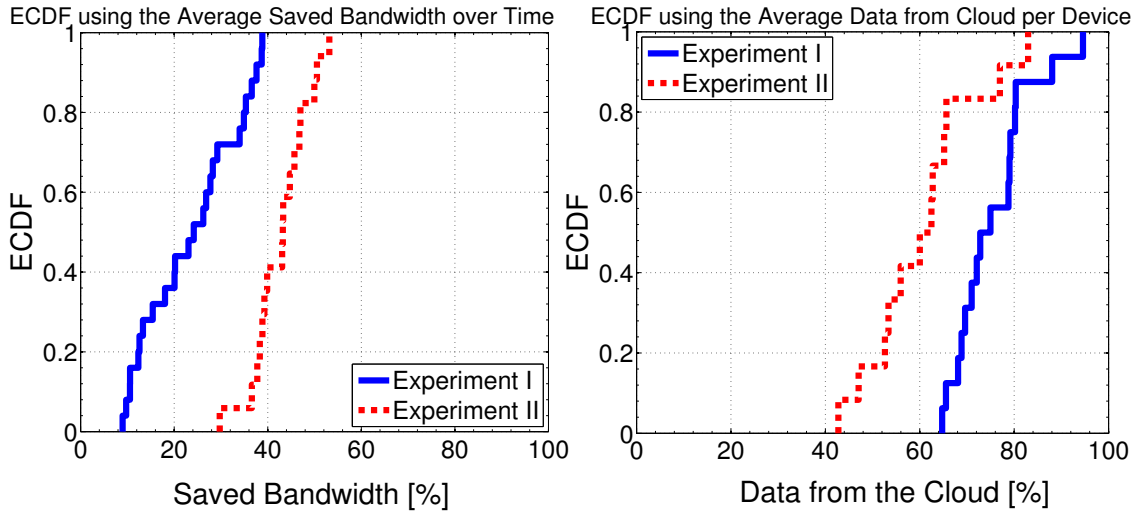 ECDF using the Average Saved Bandwidth over Time
1
0.8
0.6
0.4
0.2
0
ECDF
0 20 40 60 80 100
Saved Bandwidth [%]
Experiment I
Experiment II
ECDF using the Average Data from Cloud per Device
1
0.8
0.6
0.4
0.2
0
ECDF
0 20 40 60 80 100
Data from the Cloud [%]
Experiment I
Experiment II